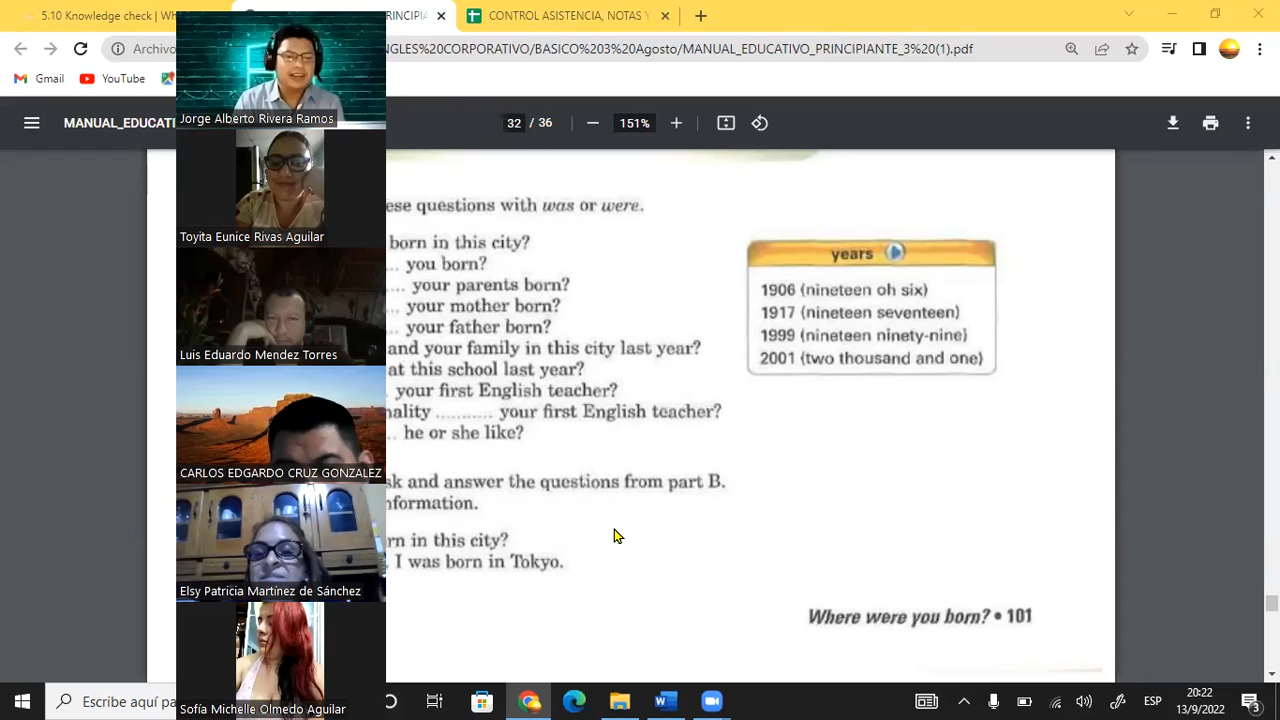 5.10 Knowledge check: Wha
RINCIPIA
CONTROL ASISTENCIA, NOTAS Y
Archivo
NGLES%20CORPORATIVO/BASICO%203%20Agosto/MANUAL_EDUCATIVO_PRINCIPIANTE_3%20(1).pdf
Gmail
YouTube
MANUAL_EDUCATI
32 / 36
151%
Jorge Alberto Rivera Ramos
Toyita Eunice Rivas Aguilar
Luis Eduardo Mendez Torres
CARLOS EDGARDO CRUZ GONZALEZ
Elsy Patricia Martínez de Sánchez
Sofía Michelle Olmedo Aguilar
ese questions with was or were.
born in this city?
you born?
your parents born?
your mother born?
your father born?
and your family in this city last year?
at this school last year?
your first English teacher?
nality .......... your first English teacher?
he or she like?
years
1906 (nineteen oh six)
1917 (nineteen seventeen)
1999 (nineteen ninety-nine)
2001 (two thousand and one)
sk and answer the questions from part B.
nformation.
rn in this city?
I was born in Tokyo.
Where were you born? • 101
Escribe aquí para
ESP
20:22
13/9/2022
5